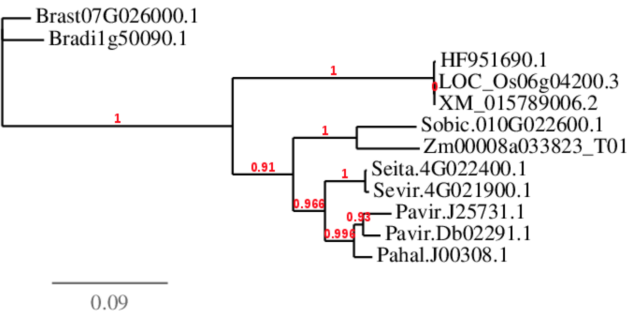 Brast07G026000.1
Bradi1g50090.1
HF951690.1
1
LOC_Os06g04200.3
0
XM_015789006.2
1
Sobic.010G022600.1
1
Zm00008a033823_T01
0.91
Seita.4G022400.1
1
Sevir.4G021900.1
0.966
Pavir.J25731.1
0.93
Pavir.Db02291.1
0.996
Pahal.J00308.1
0.09